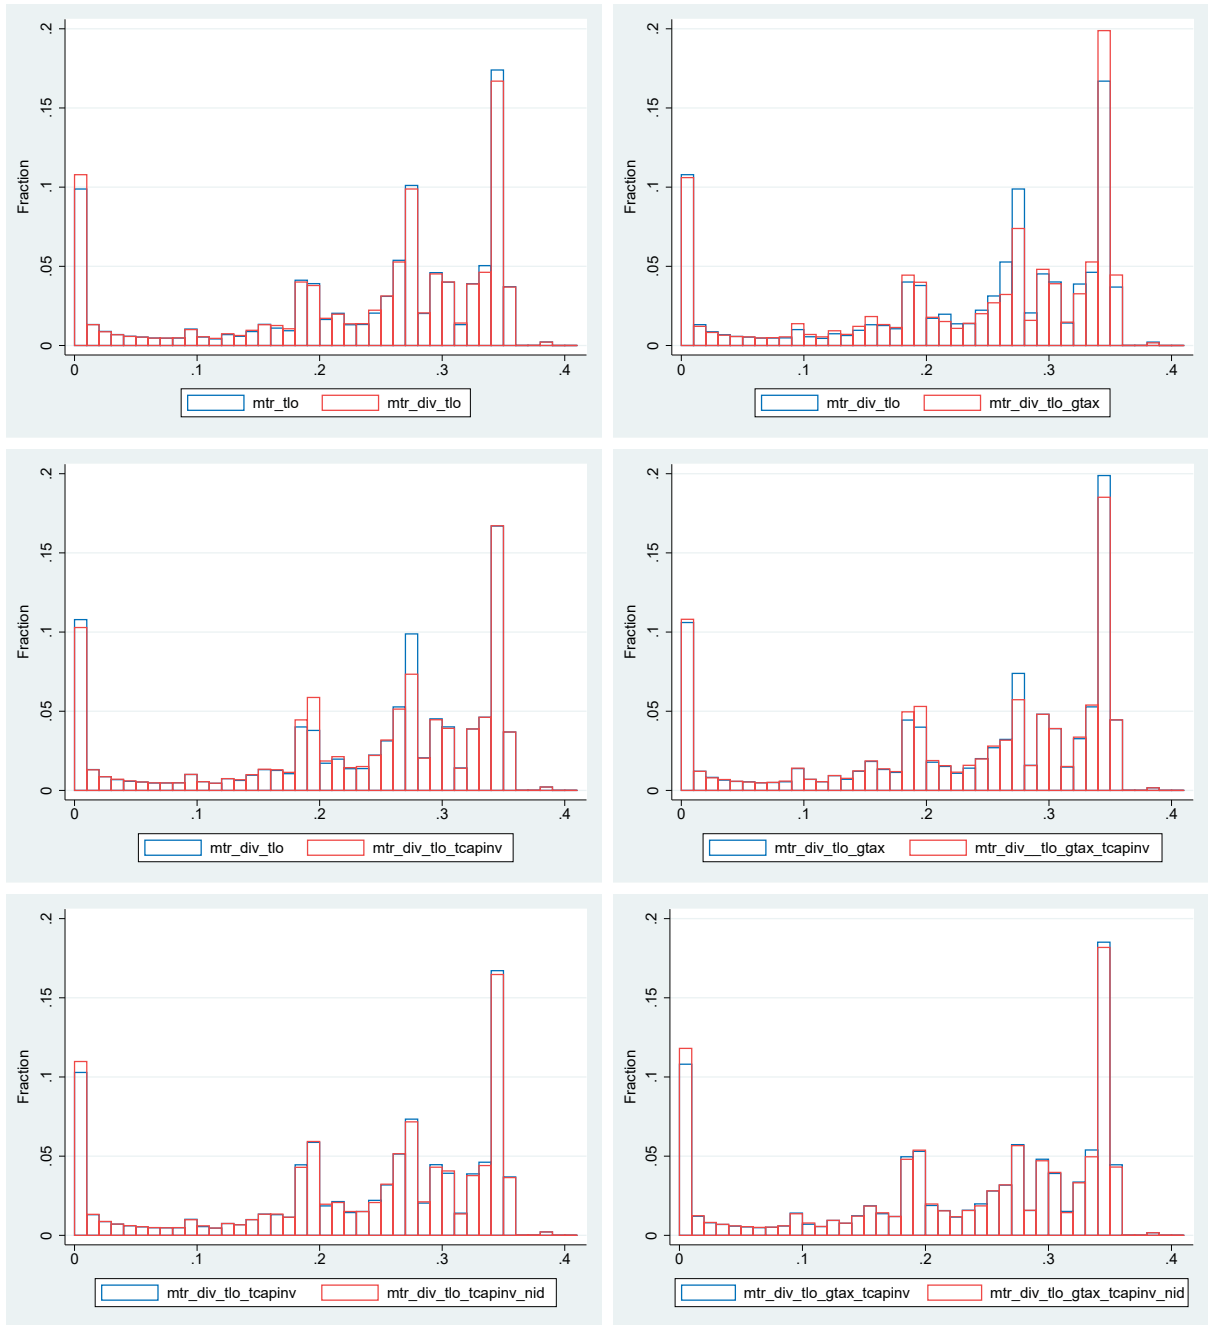 .2
.15
.1
.05
0
Fraction
0 .1 .2 .3 .4
mtr_tlo mtr_div_tlo
.2
.15
.1
.05
0
Fraction
0 .1 .2 .3 .4
mtr_div_tlo mtr_div_tlo_gtax
.2
.15
.1
.05
0
Fraction
0 .1 .2 .3 .4
mtr_div_tlo mtr_div_tlo_tcapinv
.2
.15
.1
.05
0
Fraction
0 .1 .2 .3 .4
mtr_div_tlo_gtax mtr_div__tlo_gtax_tcapinv
.2
.15
.1
.05
0
Fraction
0 .1 .2 .3 .4
mtr_div_tlo_tcapinv mtr_div_tlo_tcapinv_nid
.2
.15
.1
.05
0
Fraction
0 .1 .2 .3 .4
mtr_div_tlo_gtax_tcapinv mtr_div_tlo_gtax_tcapinv_nid